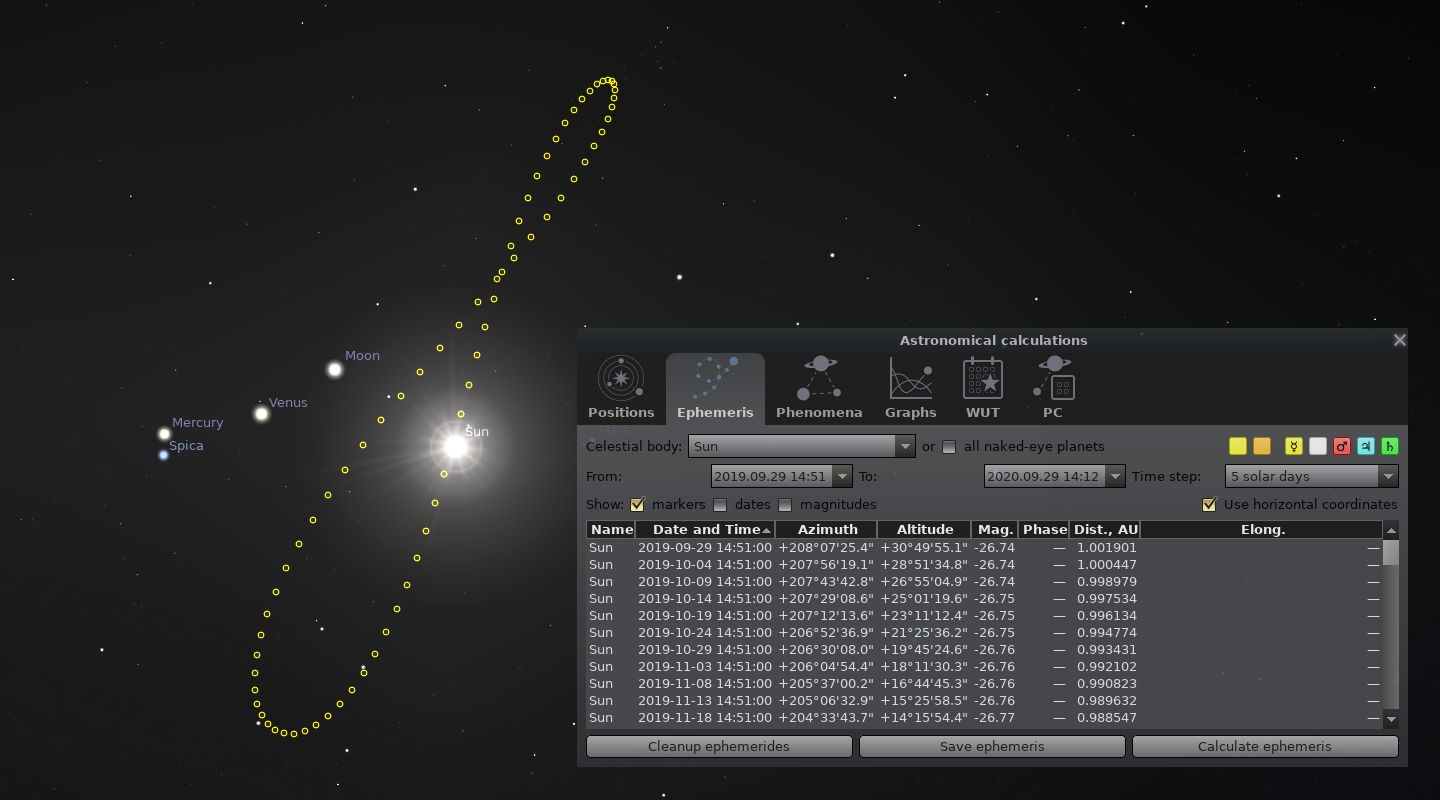 Moon
Venus
Mercury
Spica
Sun
Astronomical calculations
Positions Ephemeris Phenomena Graphs WUT PC
Mars
Celestial body: Sun or all naked-eye planets ☿ ♂ ♃ ♄
From: 2019.09.29 14:51 To: 2020.09.29 14:12 Time step: 5 solar days
Show: markers dates magnitudes Use horizontal coordinates
Name Date and Time Azimuth Altitude Mag. Phase Dist., AU Elong.
Sun 2019-09-29 14:51:00 +208°07'25.4" +30°49'55.1" -26.74 — 1.001901 —
Sun 2019-10-04 14:51:00 +207°56'19.1" +28°51'34.8" -26.74 — 1.000447 —
Sun 2019-10-09 14:51:00 +207°43'42.8" +26°55'04.9" -26.74 — 0.998979 —
Sun 2019-10-14 14:51:00 +207°29'08.6" +25°01'19.6" -26.75 — 0.997534 —
Sun 2019-10-19 14:51:00 +207°12'13.6" +23°11'12.4" -26.75 — 0.996134 —
Sun 2019-10-24 14:51:00 +206°52'36.9" +21°25'36.2" -26.75 — 0.994774 —
Sun 2019-10-29 14:51:00 +206°30'08.0" +19°45'24.6" -26.76 — 0.993431 —
Sun 2019-11-03 14:51:00 +206°04'54.4" +18°11'30.3" -26.76 — 0.992102 —
Sun 2019-11-08 14:51:00 +205°37'00.2" +16°44'45.3" -26.76 — 0.990823 —
Sun 2019-11-13 14:51:00 +205°06'32.9" +15°25'58.5" -26.76 — 0.989632 —
Sun 2019-11-18 14:51:00 +204°33'43.7" +14°15'54.4" -26.77 — 0.988547 —
Cleanup ephemerides Save ephemeris Calculate ephemeris